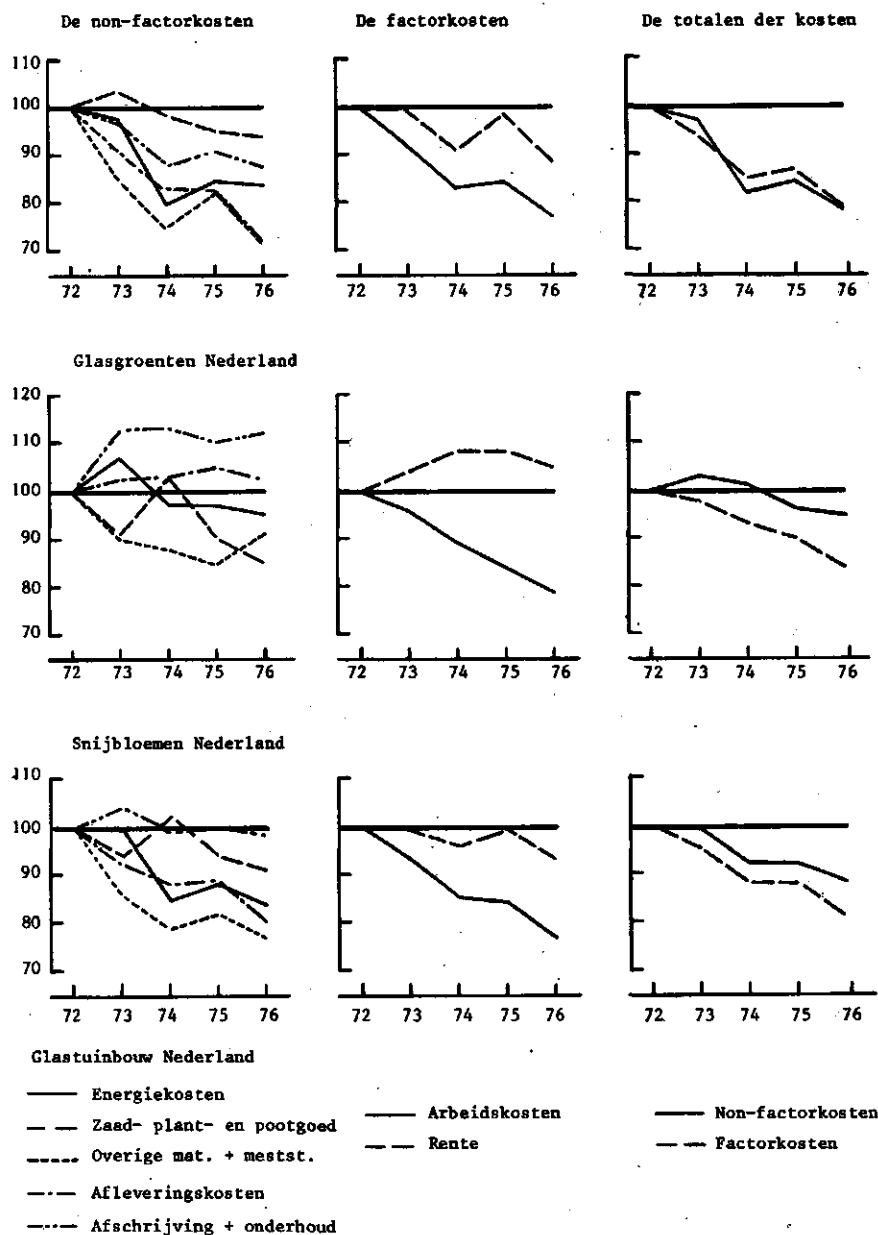 De non-factorkosten De factorkosten De totalen der kosten
110
100
90
80
70
72 73 74 75 76 72 73 74 75 76 72 73 74 75 76
Glasgroenten Nederland
120
110
100
90
80
70
72 73 74 75 76 72 73 74 75 76 72 73 74 75 76
Snijbloemen Nederland
110
100
90
80
70
72 73 74 75 76 72 73 74 75 76 72 73 74 75 76
Glastuinbouw Nederland
Energiekosten
Zaad- plant- en pootgoed
Overige mat. + mestst.
Afleveringskosten
Afschrijving + onderhoud
Arbeidskosten
Rente
Non-factorkosten
Factorkosten